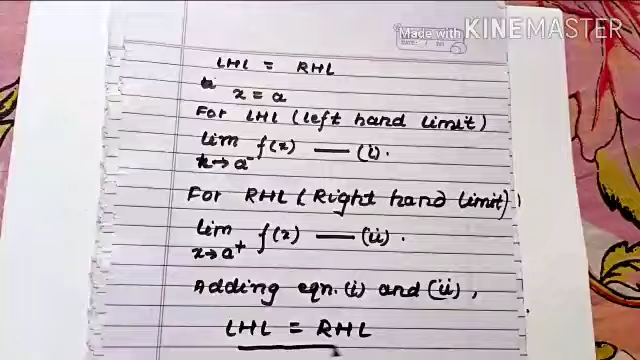 Made with KINEMASTER
LHL = RHL
x = a
For LHL (left hand limit)
lim f(x) — (i).
x→a⁻
For RHL (Right hand limit)
lim f(x) — (ii).
x→a⁺
Adding eqn. (i) and (ii),
LHL = RHL